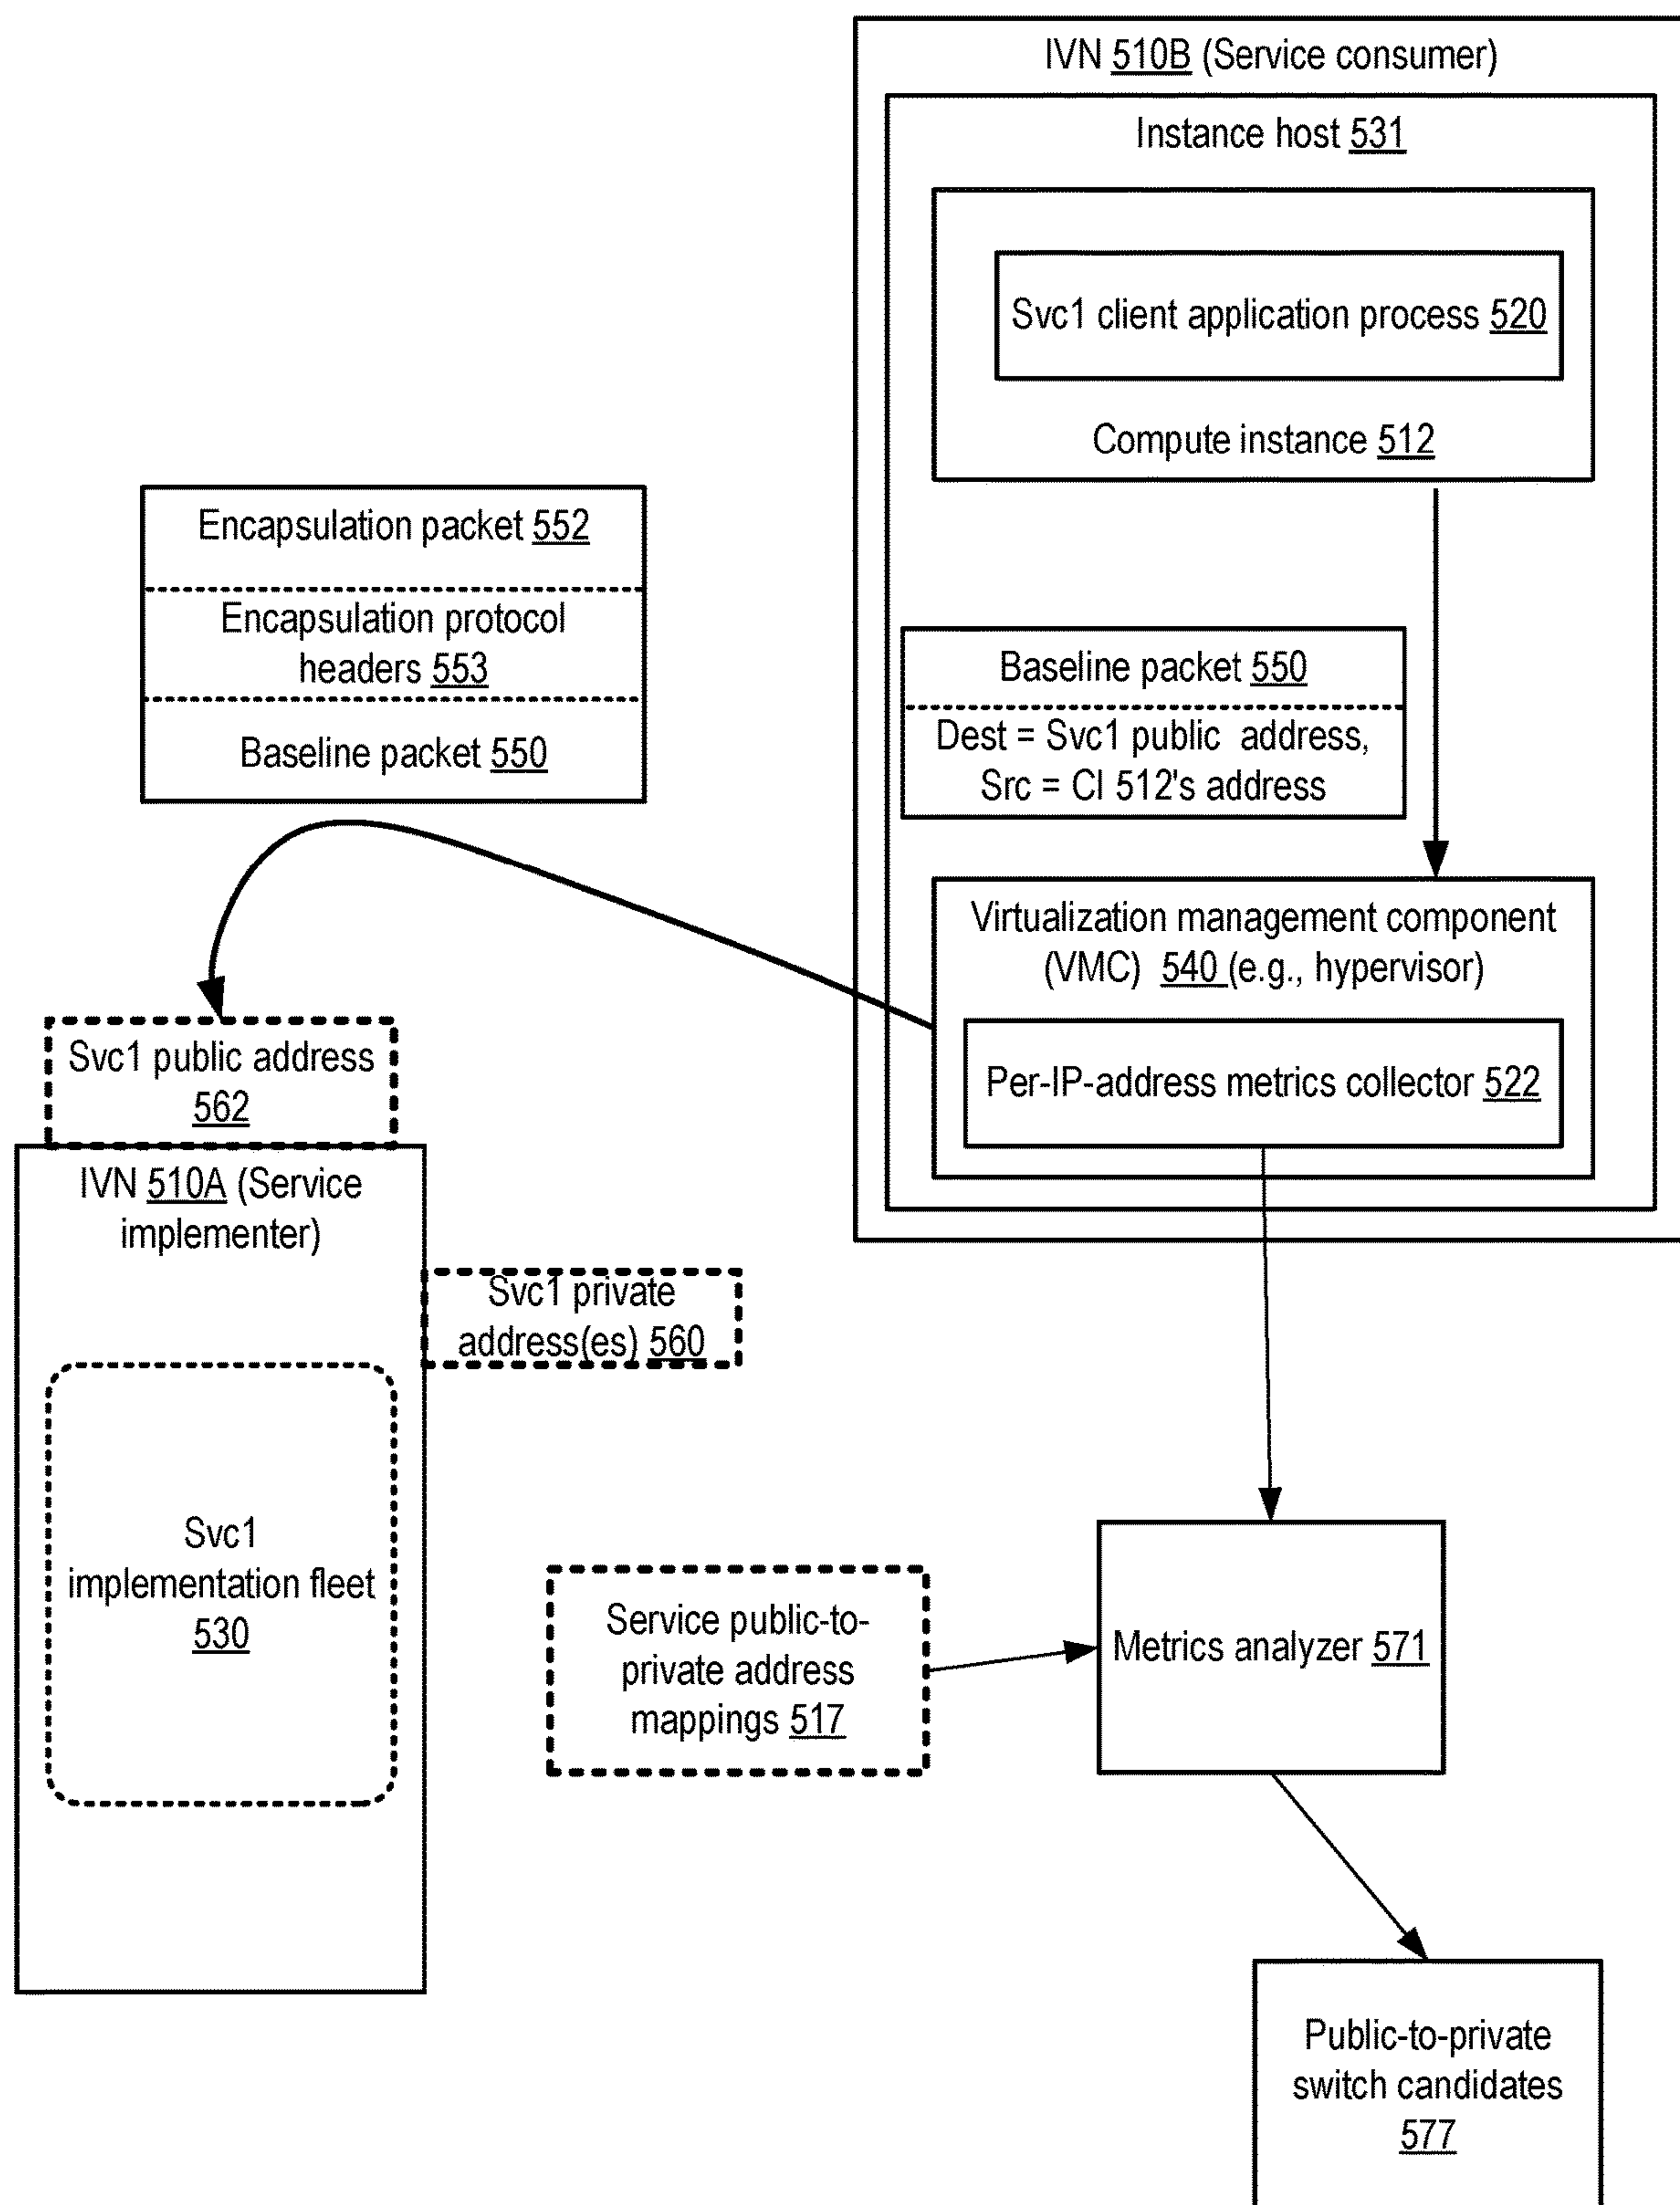 IVN 510B (Service consumer)
Instance host 531
Svc1 client application process 520
Compute instance 512
Encapsulation packet 552
Encapsulation protocol
headers 553
Baseline packet 550
Baseline packet 550
Dest = Svc1 public address,
Src = CI 512's address
Virtualization management component
(VMC) 540 (e.g., hypervisor)
Per-IP-address metrics collector 522
Svc1 public address
562
IVN 510A (Service
implementer)
Svc1 private
address(es) 560
Svc1
implementation fleet
530
Service public-to-
private address
mappings 517
Metrics analyzer 571
Public-to-private
switch candidates
577